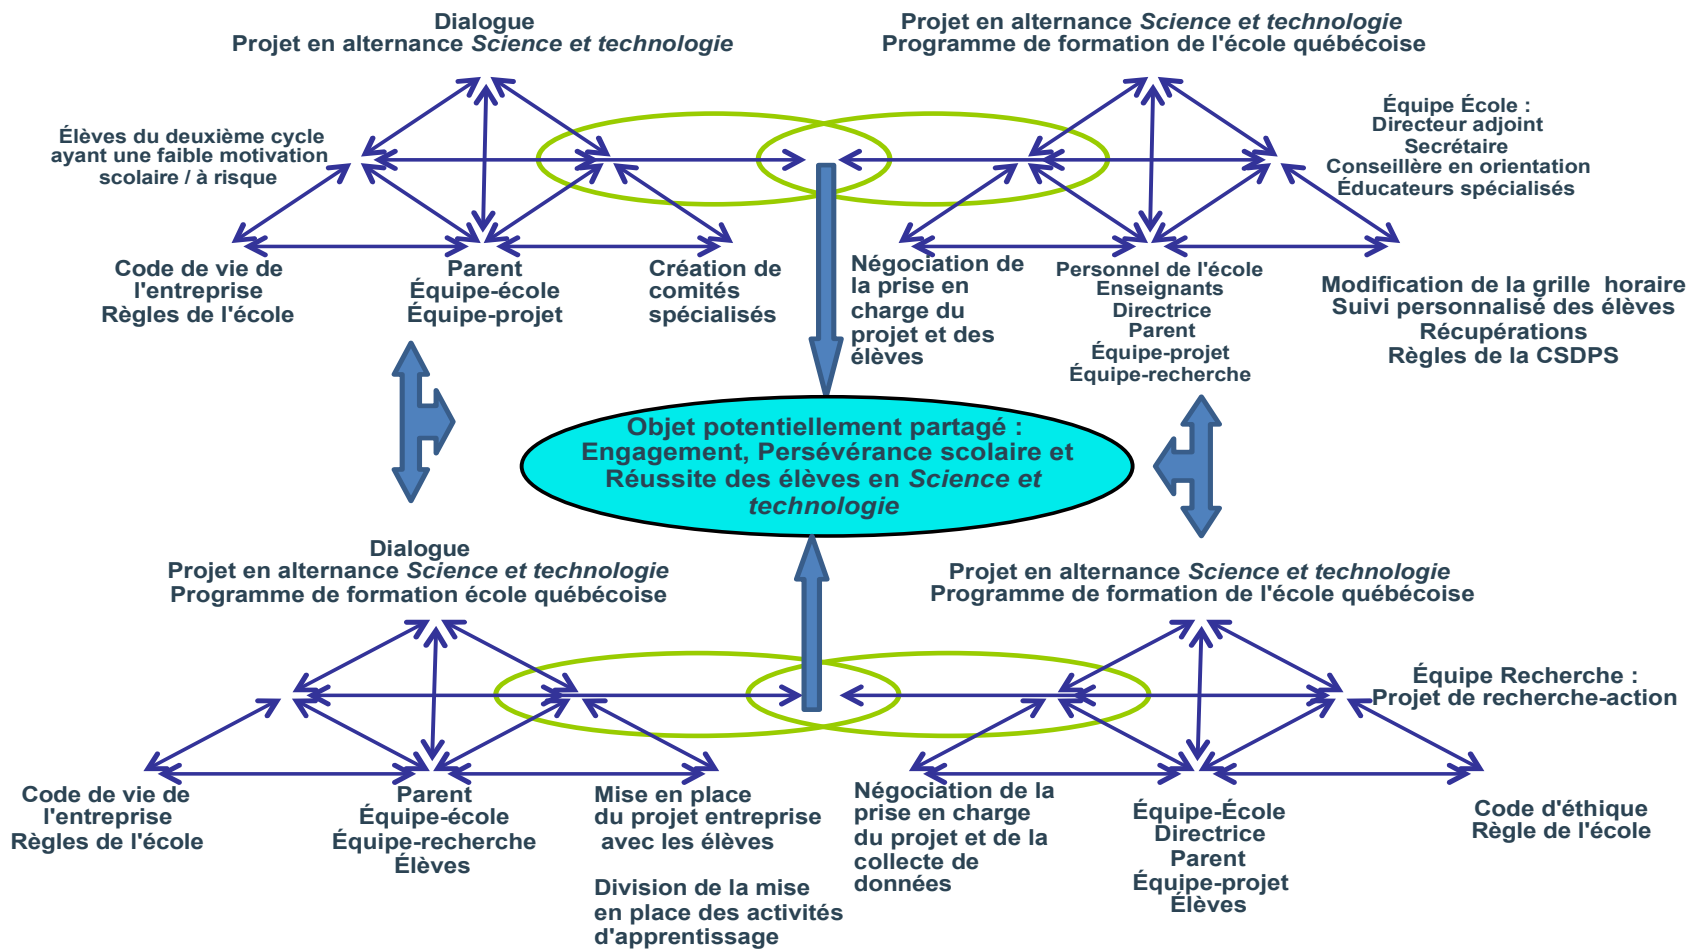 Dialogue
Projet en alternance Science et technologie
Projet en alternance Science et technologie
Programme de formation de l'école québécoise
Élèves du deuxième cycle
ayant une faible motivation
scolaire / à risque
Équipe École :
Directeur adjoint
Secrétaire
Conseillère en orientation
Éducateurs spécialisés
Code de vie de
l'entreprise
Règles de l'école
Parent
Équipe-école
Équipe-projet
Création de
comités
spécialisés
Négociation de
la prise en
charge du
projet et des
élèves
Personnel de l'école
Enseignants
Directrice
Parent
Équipe-projet
Équipe-recherche
Modification de la grille horaire
Suivi personnalisé des élèves
Récupérations
Règles de la CSDPS
Objet potentiellement partagé :
Engagement, Persévérance scolaire et
Réussite des élèves en Science et
technologie
Dialogue
Projet en alternance Science et technologie
Programme de formation école québécoise
Projet en alternance Science et technologie
Programme de formation de l'école québécoise
Équipe Recherche :
Projet de recherche-action
Code de vie de
l'entreprise
Règles de l'école
Parent
Équipe-école
Équipe-recherche
Élèves
Mise en place
du projet entreprise
avec les élèves
Division de la mise
en place des activités
d'apprentissage
Négociation de la
prise en charge
du projet et de la
collecte de
données
Équipe-École
Directrice
Parent
Équipe-projet
Élèves
Code d'éthique
Règle de l'école